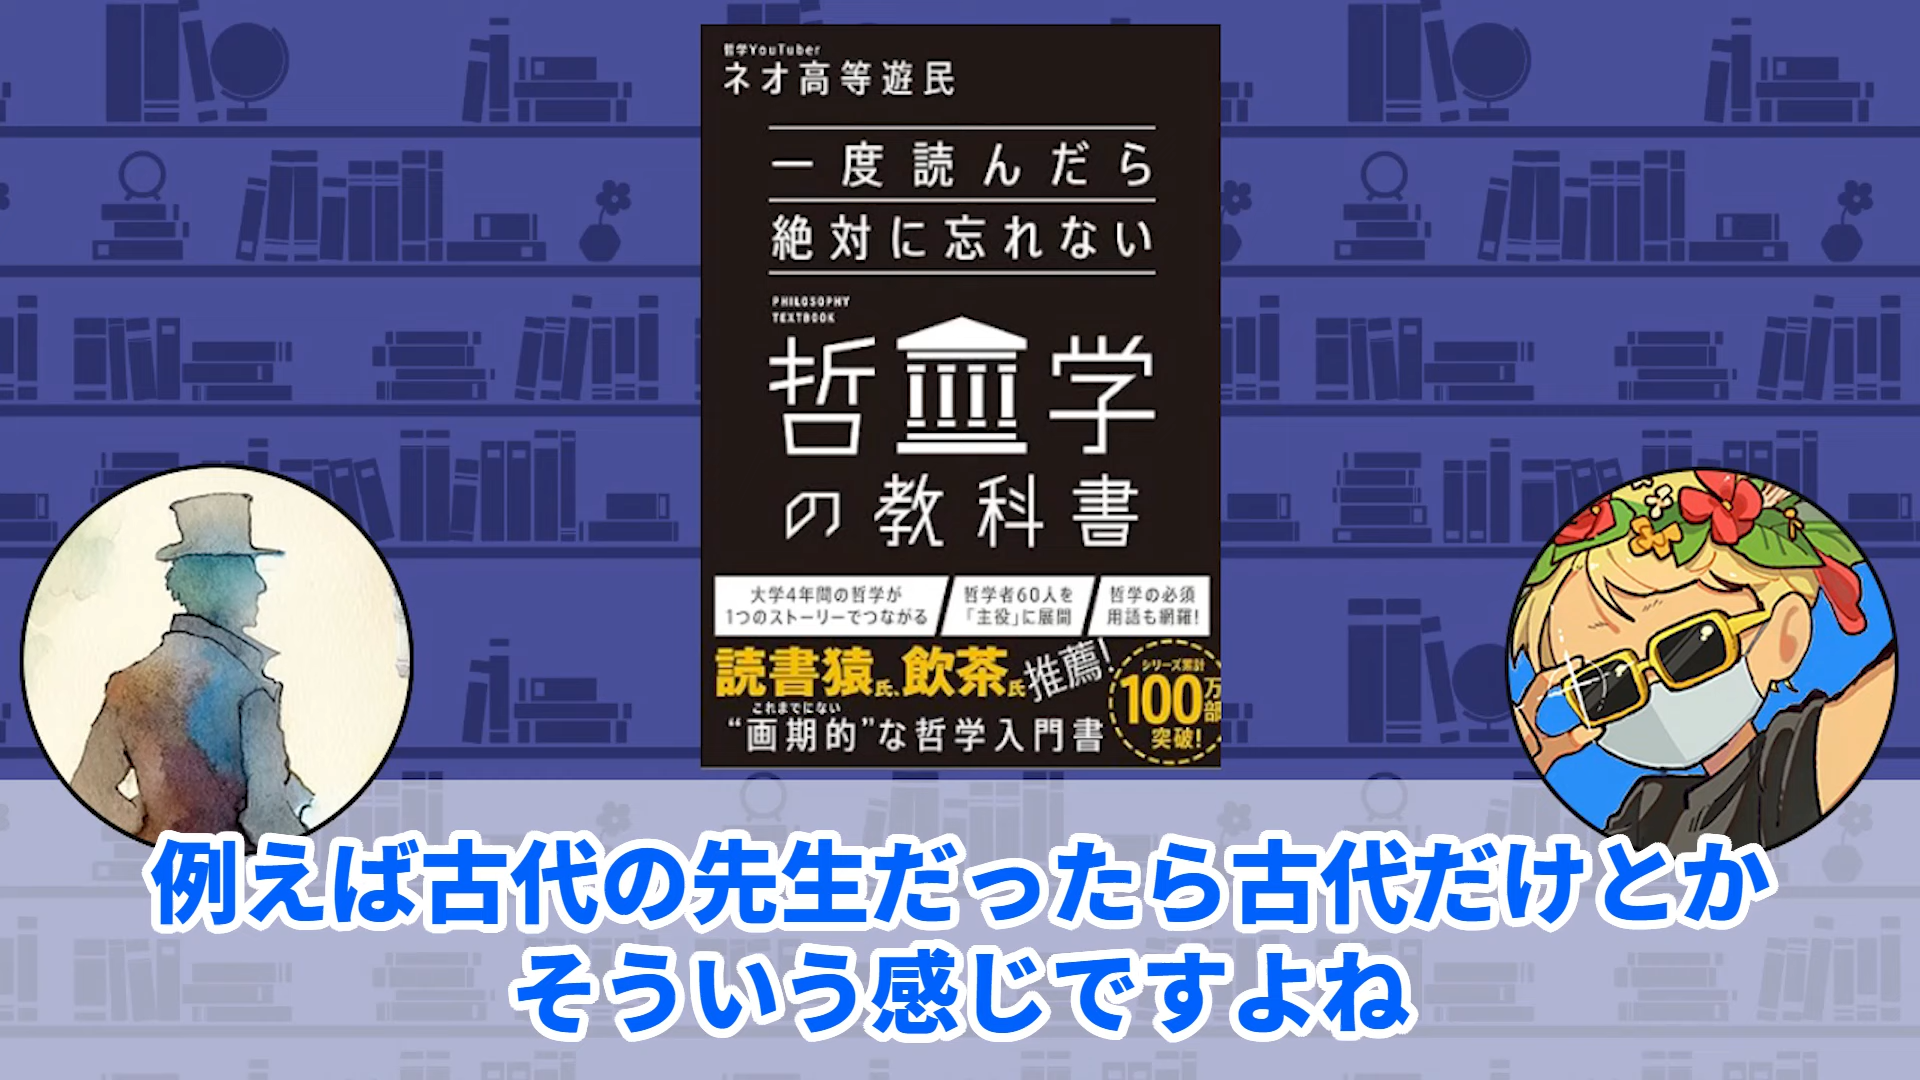 哲学YouTuber
ネオ高等遊民
一度読んだら
絶対に忘れない
PHILOSOPHY
TEXTBOOK
哲学
の教科書
大学4年間の哲学が
1つのストーリーでつながる
哲学者60人を
「主役」に展開
哲学の必須
用語も網羅!
読書猿氏、飲茶氏推薦!
これまでにない
“画期的”な哲学入門書
シリーズ累計
100万部
突破!
例えば古代の先生だったら古代だけとか
そういう感じですよね